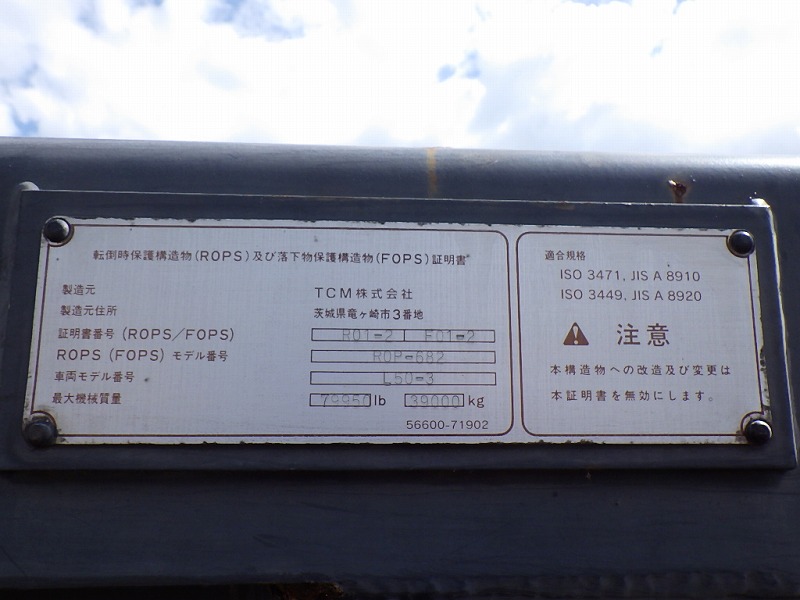 転倒時保護構造物(ROPS)及び落下物保護構造物(FOPS)証明書
製造元 TCM株式会社
製造元住所 茨城県竜ヶ崎市3番地
証明書番号(ROPS/FOPS) R01-2 F01-2
ROPS(FOPS)モデル番号 ROP-682
車両モデル番号 L50-3
最大機械質量 79950 lb 39000 kg
56600-71902
適合規格
ISO 3471, JIS A 8910
ISO 3449, JIS A 8920
注意
本構造物への改造及び変更は
本証明書を無効にします。